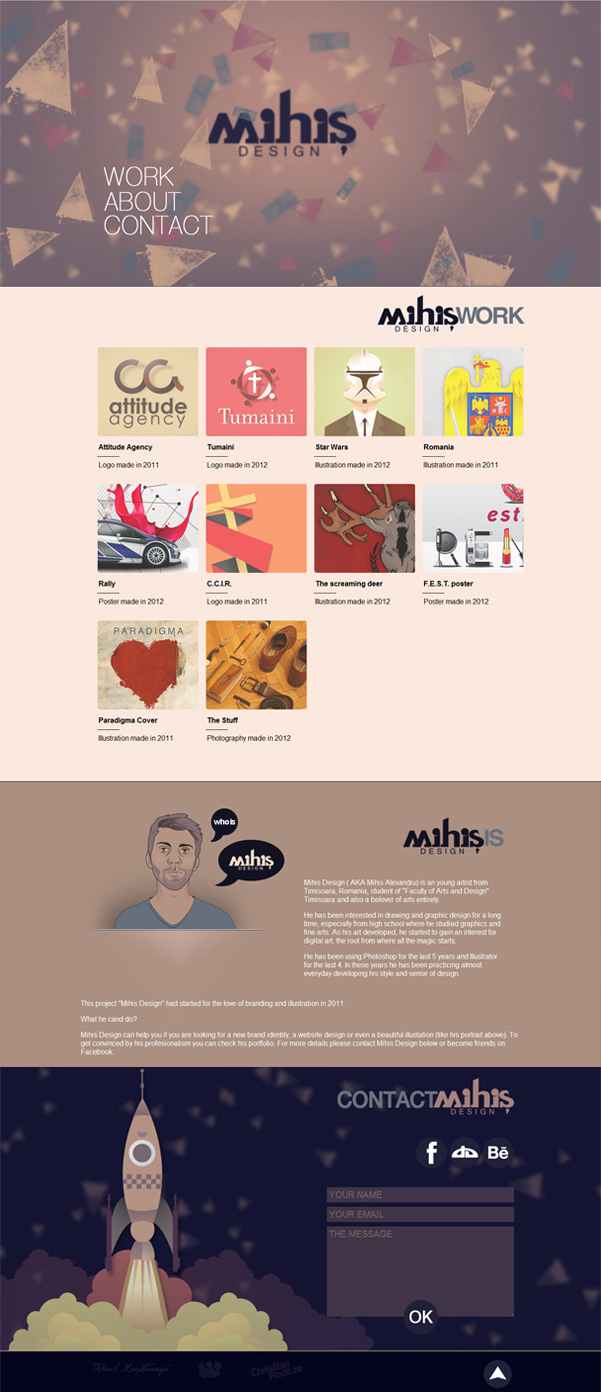 mihiș
DESIGN
WORK
ABOUT
CONTACT
mihișWORK
DESIGN
attitude
agency
Tumaini
Attitude Agency
Tumaini
Star Wars
Romania
Logo made in 2011
Logo made in 2012
Illustration made in 2012
Illustration made in 2011
est
Rally
C.C.I.R.
The screaming deer
F.E.S.T. poster
Poster made in 2012
Logo made in 2011
Illustration made in 2012
Poster made in 2012
PARADIGMA
Paradigma Cover
The Stuff
Illustration made in 2011
Photography made in 2012
who is
mihiș
DESIGN
mihișIS
DESIGN
Mihis Design ( AKA Mihis Alexandru) is an young artist from
Timisoara, Romania, student of "Faculty of Arts and Design"
Timisoara and also a belover of arts entirely.
He has been interested in drawing and graphic design for a long
time, especially from high school where he studied graphics and
fine arts. As his art developed, he started to gain an interest for
digital art, the root from where all the magic starts.
He has been using Photoshop for the last 5 years and Illustrator
for the last 4. In these years he has been practicing almost
everyday developing his style and sense of design.
This project "Mihis Design" had started for the love of branding and illustration in 2011.
What he cand do?
Mihis Design can help you if you are looking for a new brand identity, a website design or even a beautiful illustation (like his portrait above). To
get convinced by his profesionalism you can check his portfolio. For more details please contact Mihis Design below or become friends on
Facebook.
CONTACTmihiș
DESIGN
f
Bē
YOUR NAME
YOUR EMAIL
THE MESSAGE
OK
Christian
Rock.ro